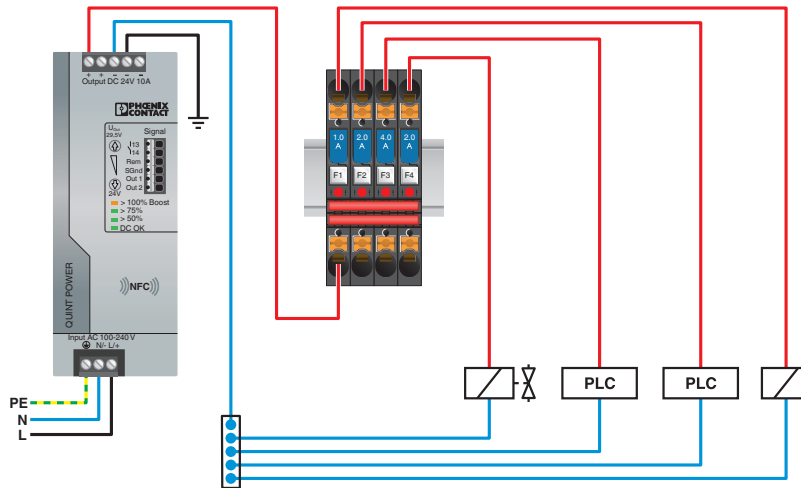 + + – – –
Output DC 24V 10A
PHŒNIX
CONTACT
UOut
29,5V
Signal
13
14
Rem
SGnd
Out 1
Out 2
24V
> 100% Boost
> 75%
> 50%
DC OK
QUINT POWER
NFC
Input AC 100-240 V
N/- L/+
PE
N
L
1.0
A
2.0
A
4.0
A
2.0
A
F1
F2
F3
F4
PLC
PLC